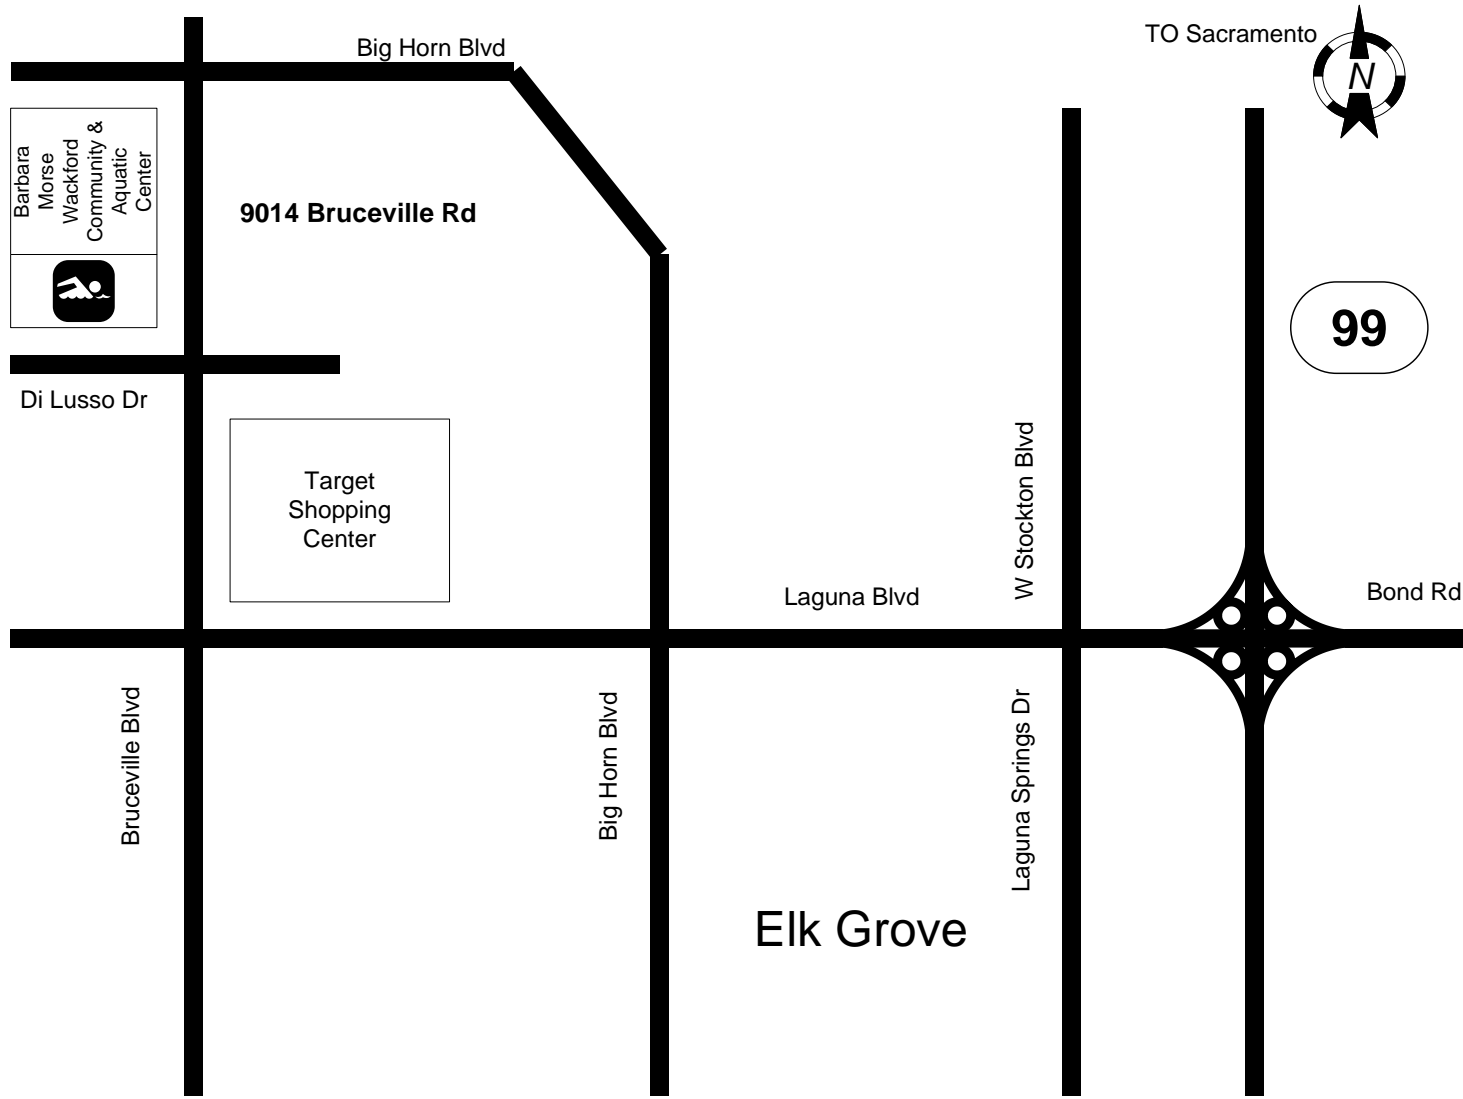 TO Sacramento
N
Big Horn Blvd
Barbara
Morse
Wackford
Community &
Aquatic
Center
9014 Bruceville Rd
99
Di Lusso Dr
Target
Shopping
Center
W Stockton Blvd
Laguna Blvd
Bond Rd
Bruceville Blvd
Big Horn Blvd
Laguna Springs Dr
Elk Grove